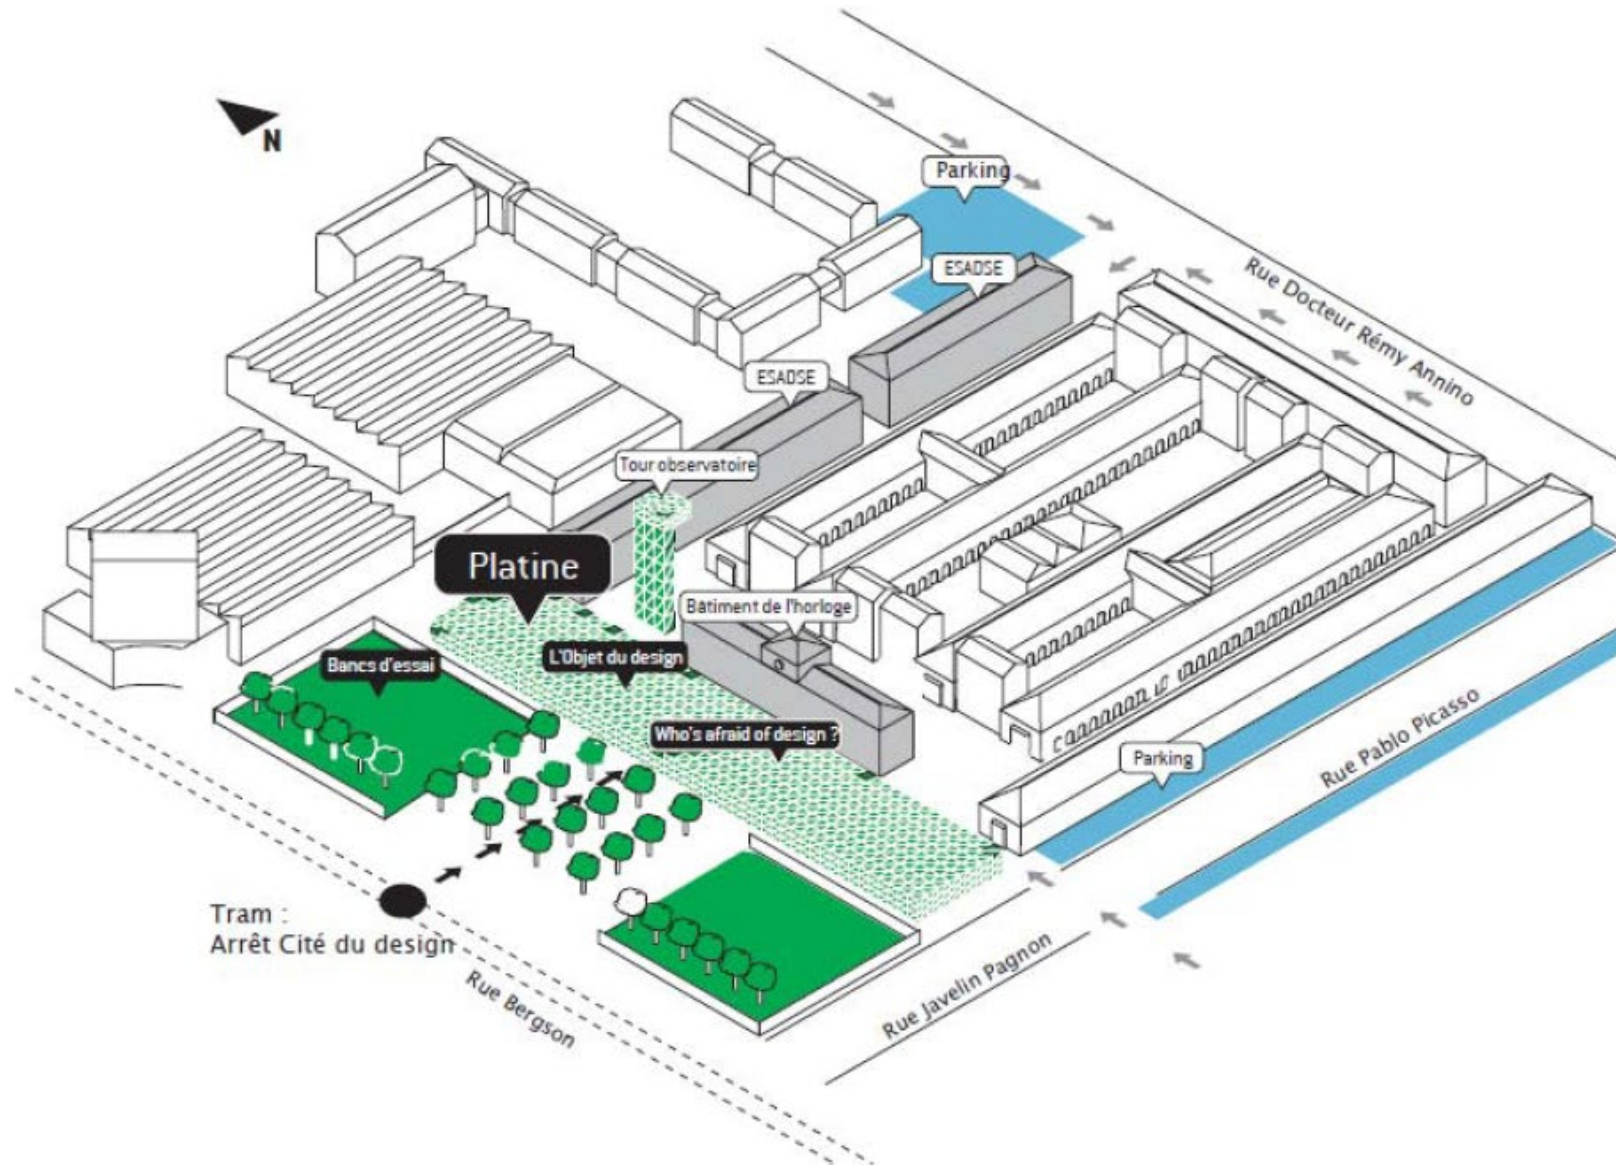 N
Parking
ESADSE
Rue Docteur Rémy Annino
ESADSE
Tour observatoire
Platine
Bâtiment de l'horloge
L'Objet du design
Bancs d'essai
Who's afraid of design ?
Parking
Rue Pablo Picasso
Tram :
Arrêt Cité du design
Rue Javelin Pagnon
Rue Bergson